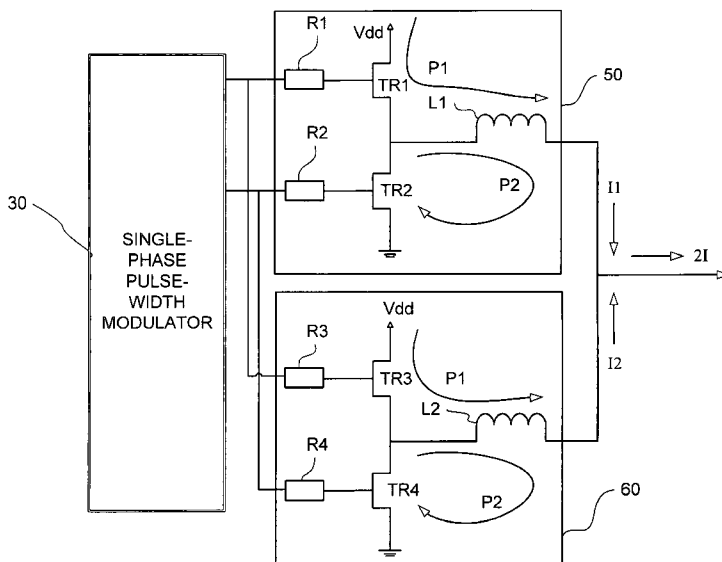 R1
Vdd
P1
50
TR1
L1
R2
30
P2
TR2
I1
SINGLE-
PHASE
PULSE-
WIDTH
MODULATOR
2I
Vdd
R3
I2
P1
TR3
L2
R4
TR4
P2
60